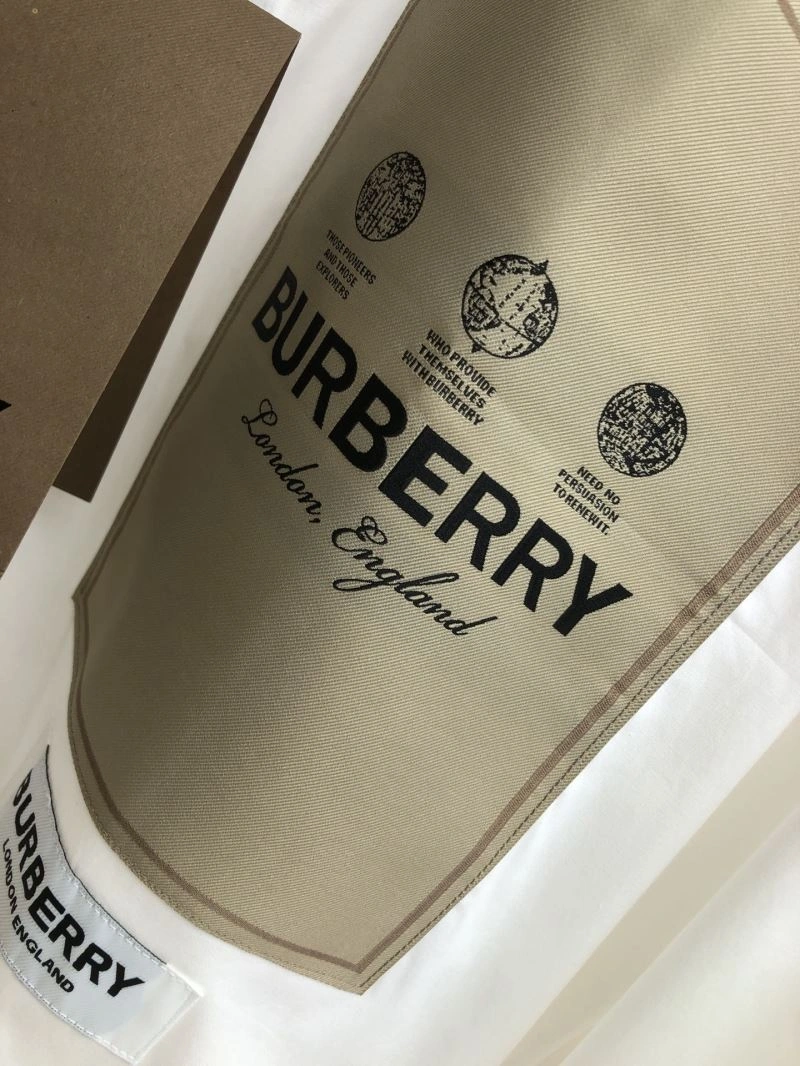 THOSE PIONEERS
AND THOSE
EXPLORERS
WHO PROVIDE
THEMSELVES
WITH BURBERRY
NEED NO
PERSUASION
TO RENEW IT.
BURBERRY
London, England
BURBERRY
LONDON ENGLAND